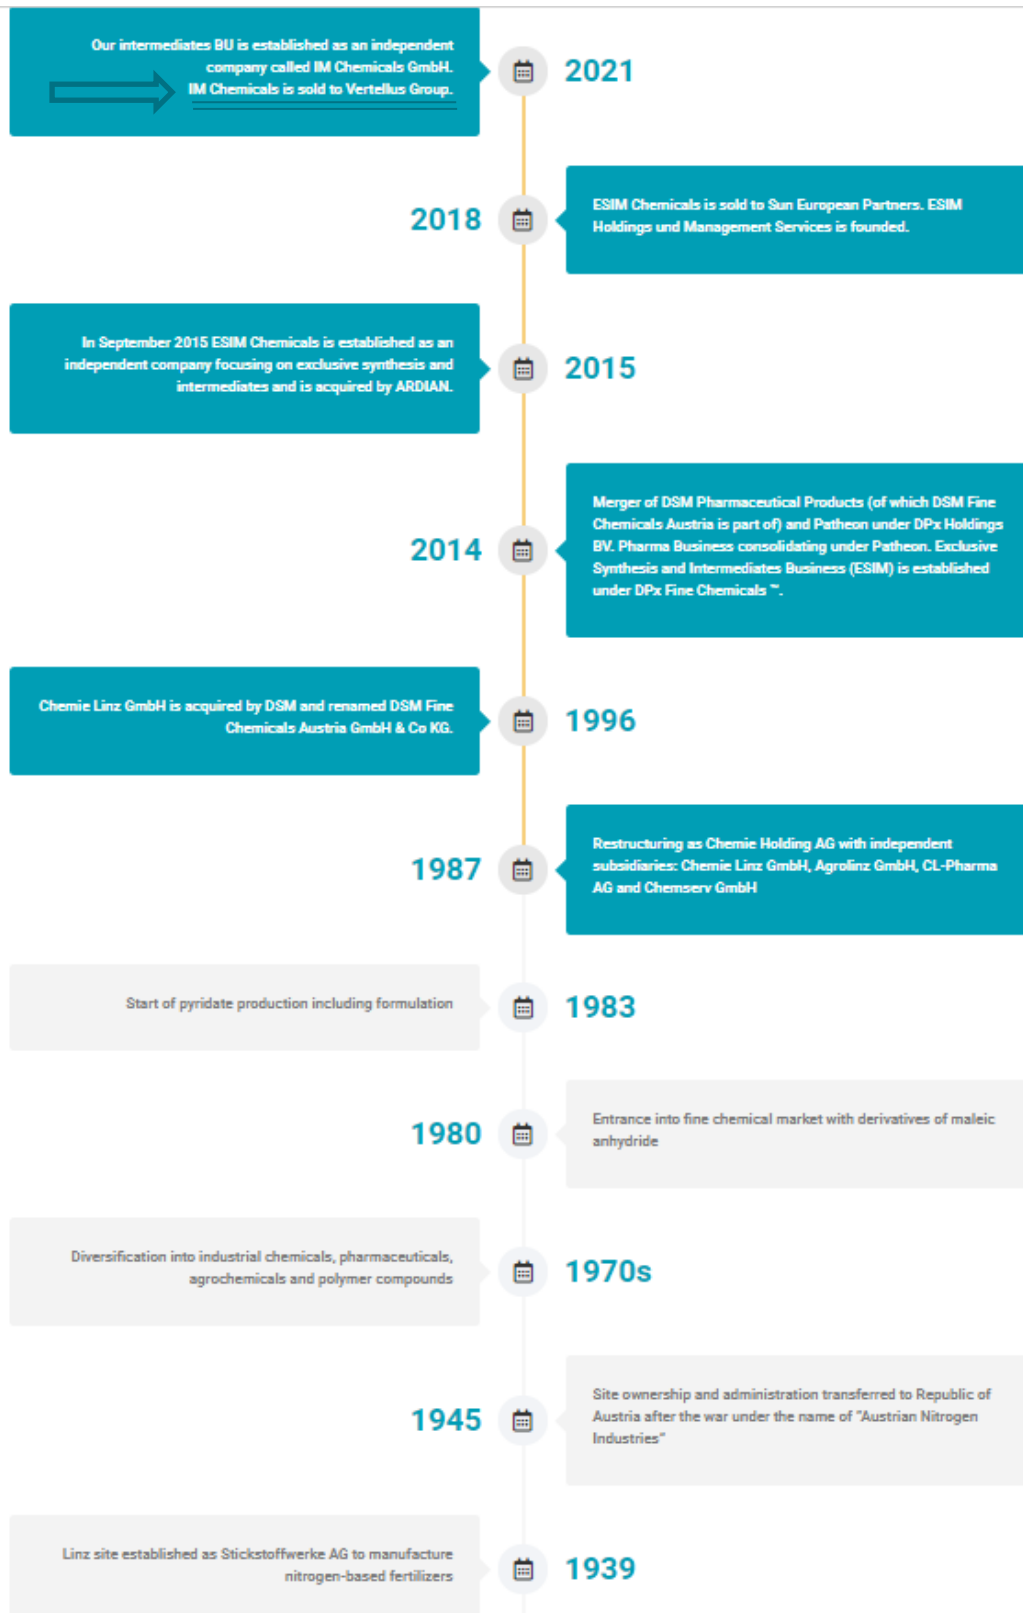 Our intermediates BU is established as an independent
company called IM Chemicals GmbH.
IM Chemicals is sold to Vertellus Group.
2021
2018
ESIM Chemicals is sold to Sun European Partners. ESIM
Holdings und Management Services is founded.
In September 2015 ESIM Chemicals is established as an
independent company focusing on exclusive synthesis and
intermediates and is acquired by ARDIAN.
2015
2014
Merger of DSM Pharmaceutical Products (of which DSM Fine
Chemicals Austria is part of) and Patheon under DPx Holdings
BV. Pharma Business consolidating under Patheon. Exclusive
Synthesis and Intermediates Business (ESIM) is established
under DPx Fine Chemicals ™.
Chemie Linz GmbH is acquired by DSM and renamed DSM Fine
Chemicals Austria GmbH & Co KG.
1996
1987
Restructuring as Chemie Holding AG with independent
subsidiaries: Chemie Linz GmbH, Agrolinz GmbH, CL-Pharma
AG and Chemserv GmbH
Start of pyridate production including formulation
1983
1980
Entrance into fine chemical market with derivatives of maleic
anhydride
Diversification into industrial chemicals, pharmaceuticals,
agrochemicals and polymer compounds
1970s
1945
Site ownership and administration transferred to Republic of
Austria after the war under the name of "Austrian Nitrogen
Industries"
Linz site established as Stickstoffwerke AG to manufacture
nitrogen-based fertilizers
1939